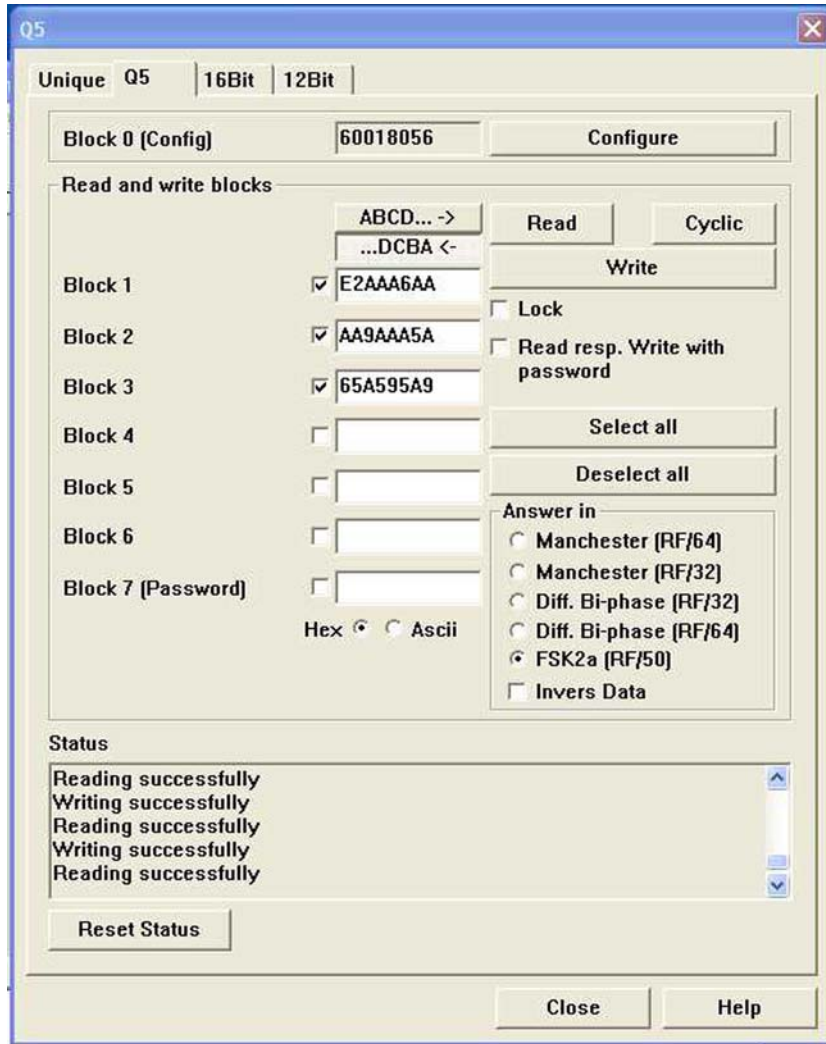 Q5
Unique Q5 16Bit 12Bit
Block 0 (Config) 60018056 Configure
Read and write blocks
ABCD... -> Read Cyclic
...DCBA <-
Write
Block 1 E2AAA6AA
Lock
Block 2 AA9AAA5A
Read resp. Write with
password
Block 3 65A595A9
Block 4 Select all
Block 5 Deselect all
Answer in
Block 6 Manchester (RF/64)
Manchester (RF/32)
Block 7 (Password) Diff. Bi-phase (RF/32)
Diff. Bi-phase (RF/64)
Hex Ascii
FSK2a (RF/50)
Invers Data
Status
Reading successfully
Writing successfully
Reading successfully
Writing successfully
Reading successfully
Reset Status
Close Help